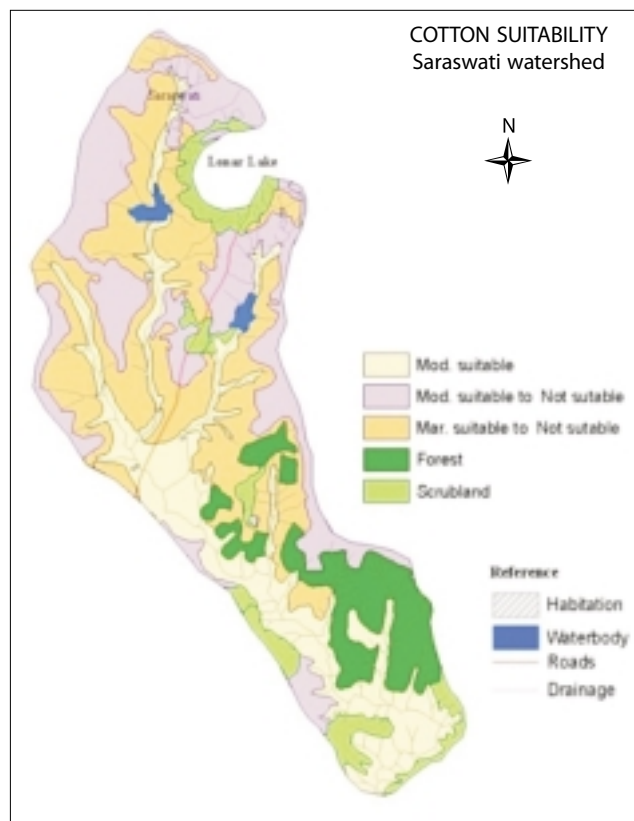 COTTON SUITABILITY
Saraswati watershed
N
Saraswati
Lonar Lake
Mod. suitable
Mod. suitable to Not sutable
Mar. suitable to Not sutable
Forest
Scrubland
Reference
Habitation
Waterbody
Roads
Drainage